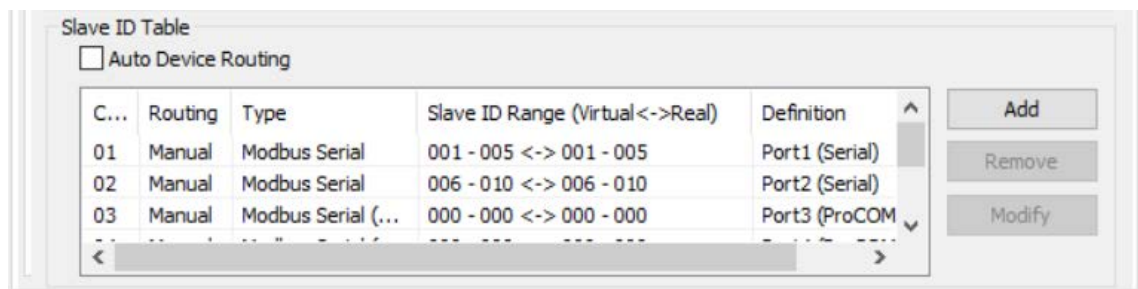 Slave ID Table
Auto Device Routing
C... Routing Type Slave ID Range (Virtual<->Real) Definition
01 Manual Modbus Serial 001 - 005 <-> 001 - 005 Port1 (Serial)
02 Manual Modbus Serial 006 - 010 <-> 006 - 010 Port2 (Serial)
03 Manual Modbus Serial (... 000 - 000 <-> 000 - 000 Port3 (ProCOM
Add
Remove
Modify